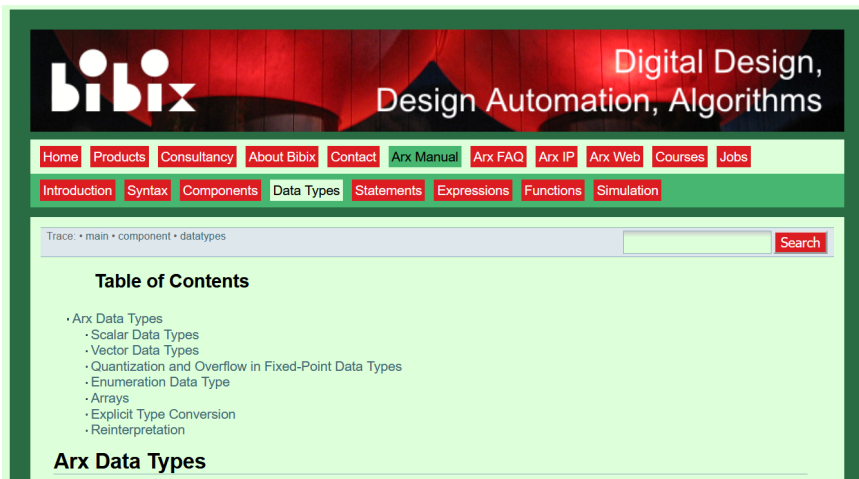 bibix
Digital Design,
Design Automation, Algorithms
Home Products Consultancy About Bibix Contact Arx Manual Arx FAQ Arx IP Arx Web Courses Jobs
Introduction Syntax Components Data Types Statements Expressions Functions Simulation
Trace: • main • component • datatypes
Search
Table of Contents
• Arx Data Types
• Scalar Data Types
• Vector Data Types
• Quantization and Overflow in Fixed-Point Data Types
• Enumeration Data Type
• Arrays
• Explicit Type Conversion
• Reinterpretation
Arx Data Types